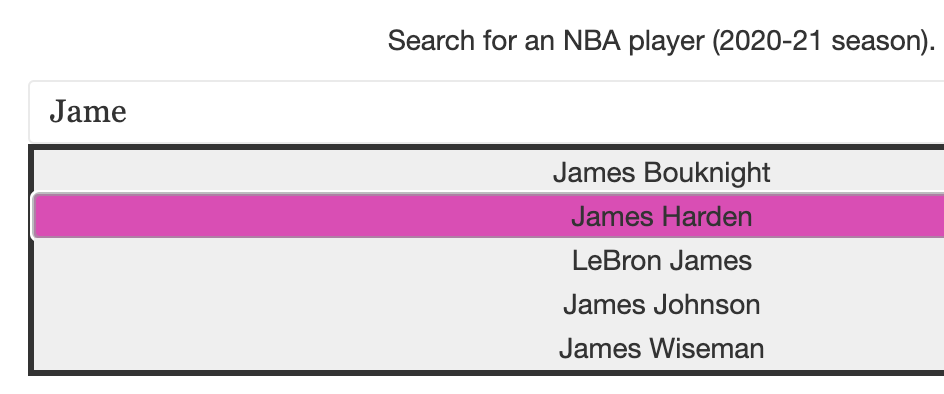 Search for an NBA player (2020-21 season).
Jame
James Bouknight
James Harden
LeBron James
James Johnson
James Wiseman